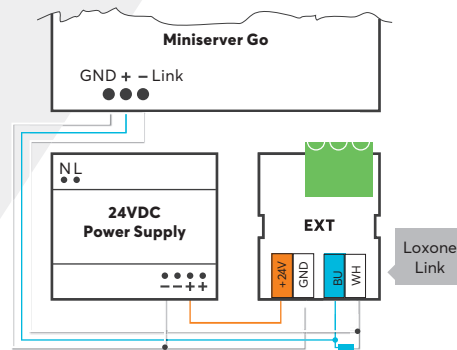 Miniserver Go
GND + – Link
N L
24VDC
Power Supply
– – + +
EXT
+24V
GND
BU
WH
Loxone
Link